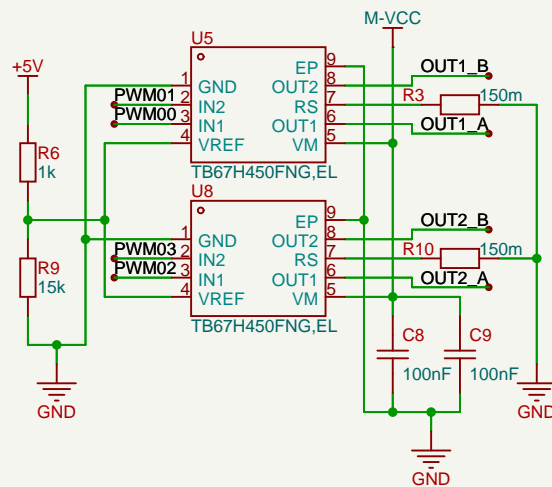 M-VCC
U5
+5V
EP 9
OUT1_B
1 GND
OUT2 8
PWM01 2 IN2
RS 7
R3 150m
PWM00 3 IN1
OUT1 6
OUT1_A
4 VREF
VM 5
R6
1k
TB67H450FNG,EL
U8
EP 9
OUT2_B
1 GND
OUT2 8
PWM03 2 IN2
RS 7
R10 150m
R9
15k
PWM02 3 IN1
OUT1 6
OUT2_A
4 VREF
VM 5
TB67H450FNG,EL
C8
C9
100nF
100nF
GND
GND
GND